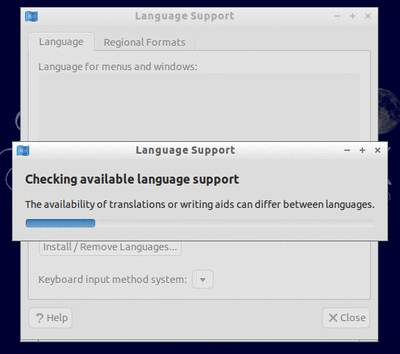 Language Support
Language
Regional Formats
Language for menus and windows:
Language Support
Checking available language support
The availability of translations or writing aids can differ between languages.
Install / Remove Languages...
Keyboard input method system:
Help
Close